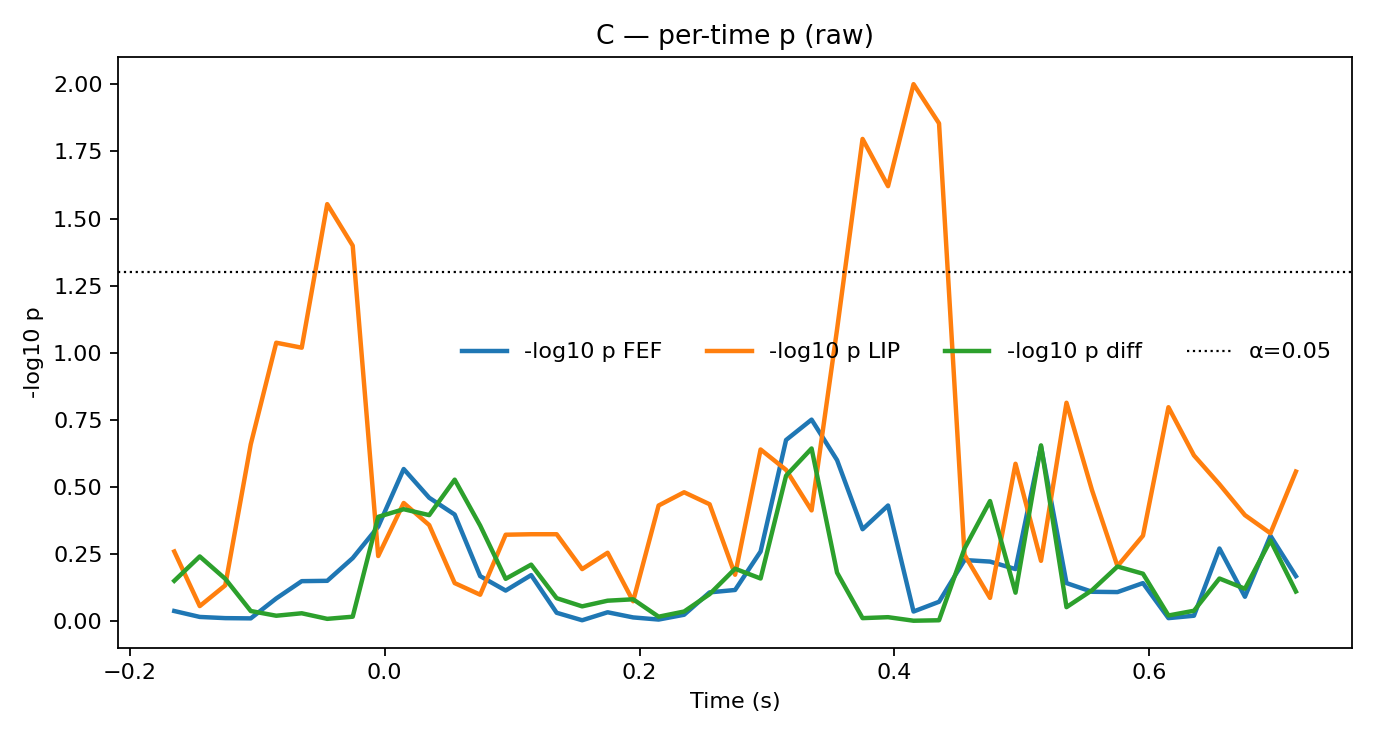 C — per-time p (raw)
-log10 p
2.00
1.75
1.50
1.25
1.00
0.75
0.50
0.25
0.00
-log10 p FEF -log10 p LIP -log10 p diff α=0.05
−0.2 0.0 0.2 0.4 0.6
Time (s)